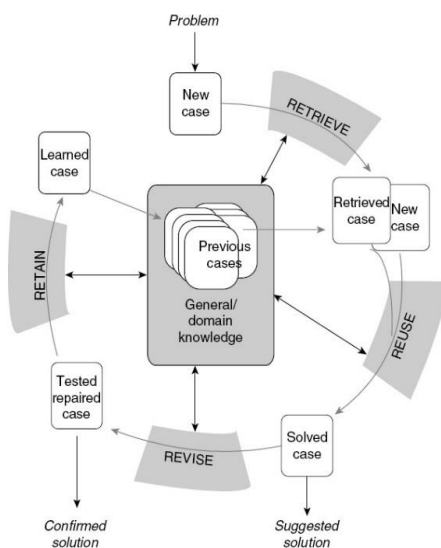 Problem
New
case
RETRIEVE
Learned
case
Retrieved
case
New
case
Previous
cases
General/
domain
knowledge
RETAIN
REUSE
Tested
repaired
case
REVISE
Solved
case
Confirmed
solution
Suggested
solution